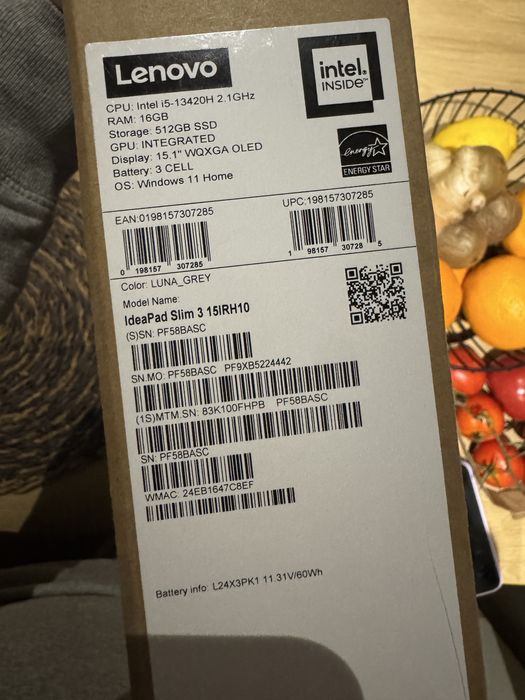 Lenovo
intel.
INSIDE™
CPU: Intel i5-13420H 2.1GHz
RAM: 16GB
Storage: 512GB SSD
GPU: INTEGRATED
Display: 15.1" WQXGA OLED
Battery: 3 CELL
OS: Windows 11 Home
energy
ENERGY STAR
EAN:0198157307285
0 198157 307285
UPC:198157307285
1 98157 30728 5
Color: LUNA_GREY
Model Name:
IdeaPad Slim 3 15IRH10
(S)SN: PF58BASC
SN.MO: PF58BASC PF9XB5224442
(1S)MTM.SN: 83K100FHPB PF58BASC
SN: PF58BASC
WMAC: 24EB1647C8EF
Battery info: L24X3PK1 11.31V/60Wh